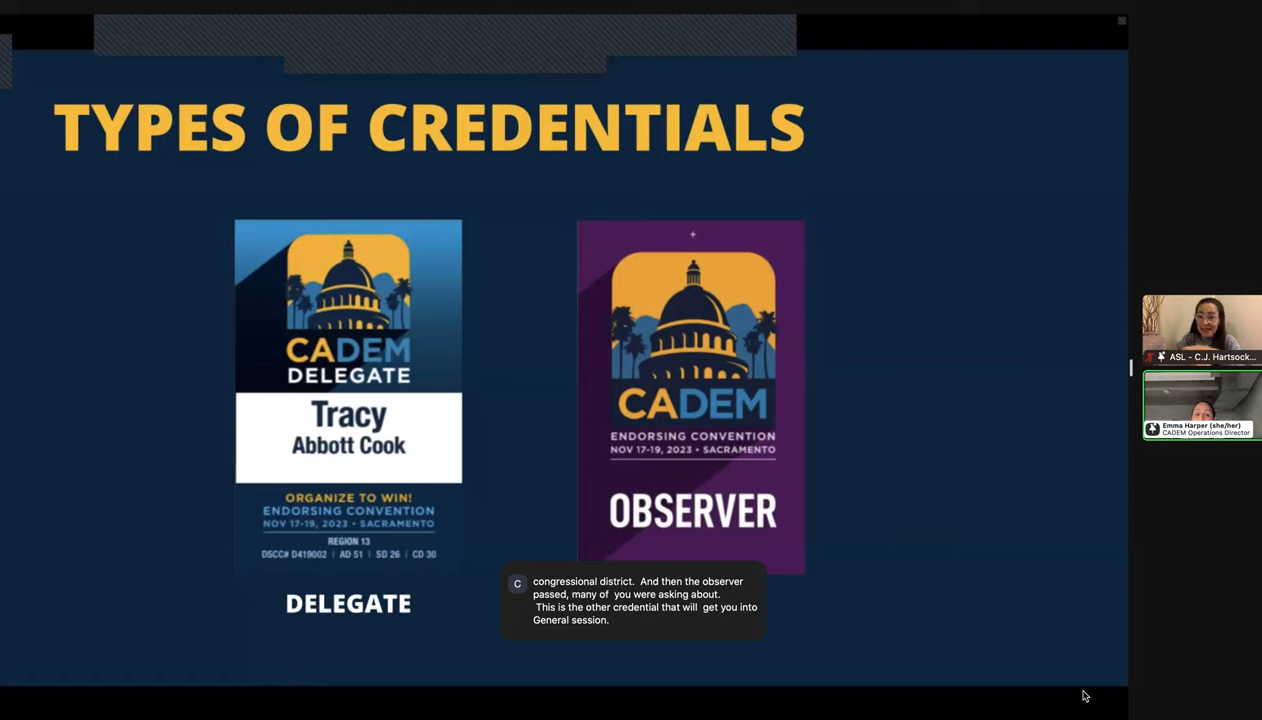 TYPES OF CREDENTIALS
CADEM
DELEGATE
Tracy
Abbott Cook
ORGANIZE TO WIN!
ENDORSING CONVENTION
NOV 17-19, 2023 • SACRAMENTO
REGION 13
DSCC# D419002 | AD 51 | SD 26 | CD 30
DELEGATE
CADEM
ENDORSING CONVENTION
NOV 17-19, 2023 • SACRAMENTO
OBSERVER
C
congressional district. And then the observer
passed, many of you were asking about.
This is the other credential that will get you into
General session.
ASL - C.J. Hartsock...
Emma Harper (she/her)
CADEM Operations Director